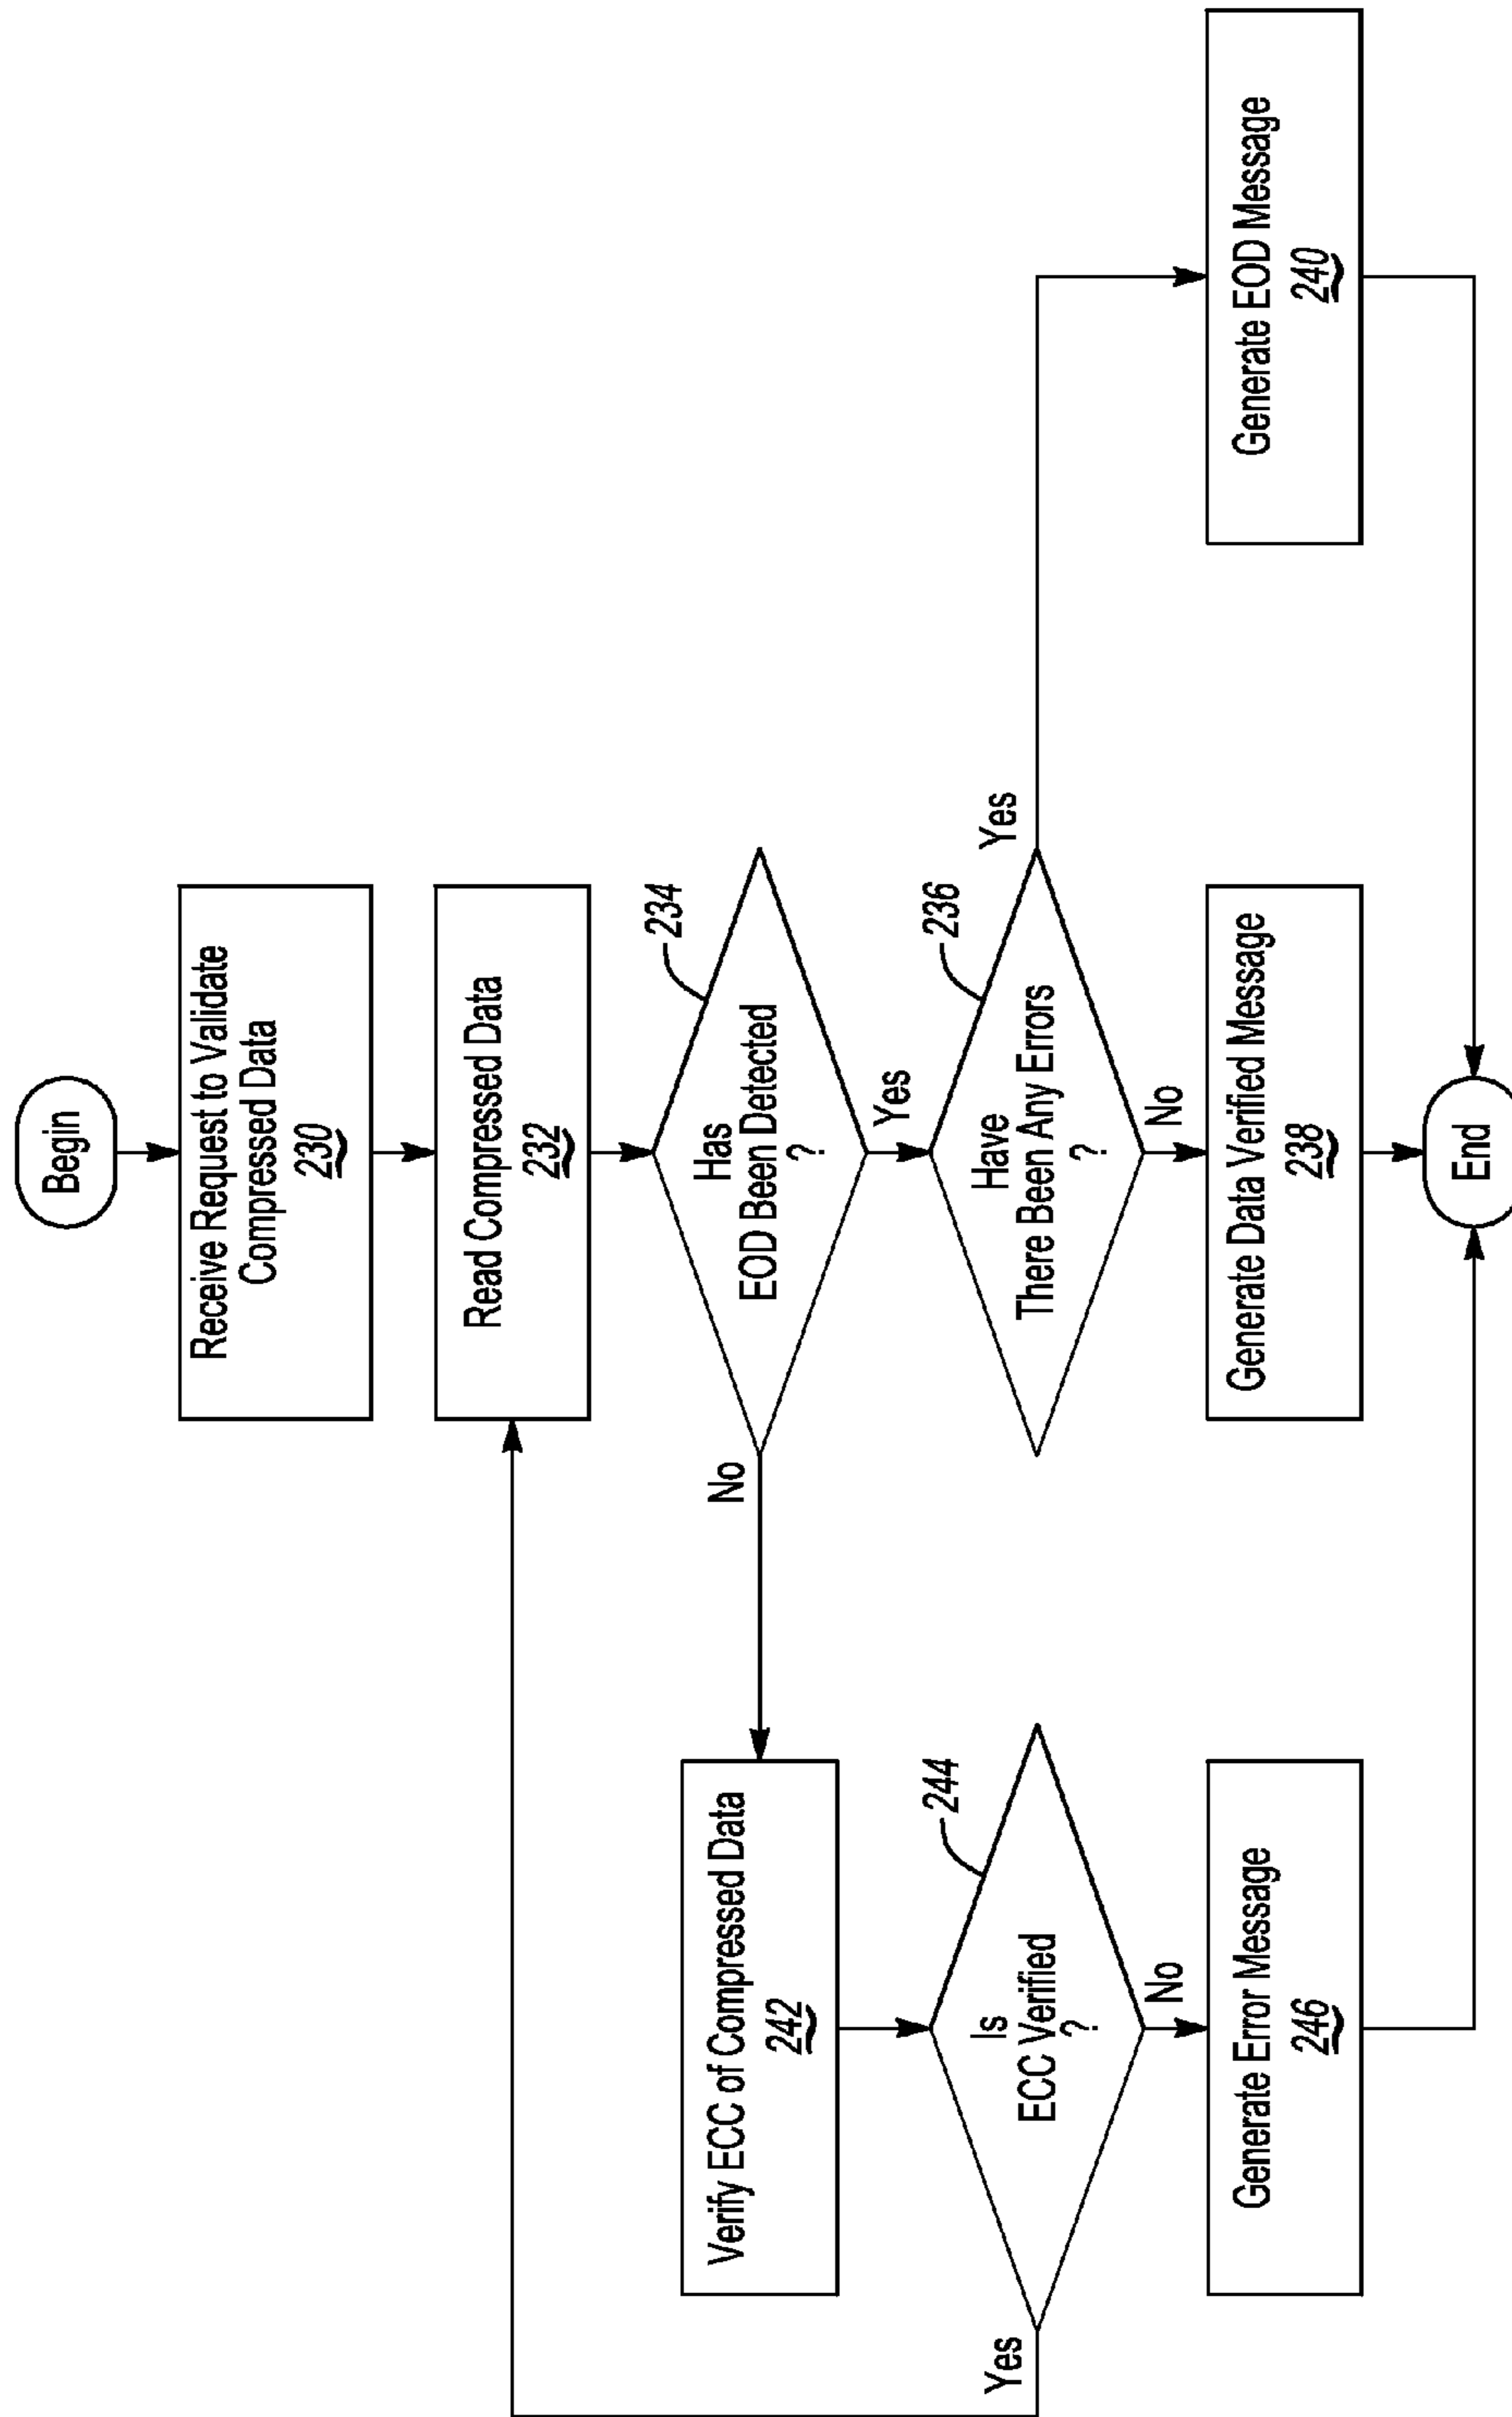 Begin
Receive Request to Validate
Compressed Data
230
Read Compressed Data
232
Has
EOD Been Detected
?
234
No
Yes
Have
There Been Any Errors
?
236
Yes
No
Generate Data Verified Message
238
Generate EOD Message
240
Verify ECC of Compressed Data
242
Is
ECC Verified
?
244
Yes
No
Generate Error Message
246
End